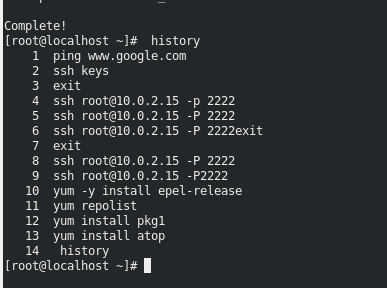 Complete!
[root@localhost ~]#  history
    1  ping www.google.com
    2  ssh keys
    3  exit
    4  ssh root@10.0.2.15 -p 2222
    5  ssh root@10.0.2.15 -P 2222
    6  ssh root@10.0.2.15 -P 2222exit
    7  exit
    8  ssh root@10.0.2.15 -P 2222
    9  ssh root@10.0.2.15 -P2222
   10  yum -y install epel-release
   11  yum repolist
   12  yum install pkg1
   13  yum install atop
   14   history
[root@localhost ~]#